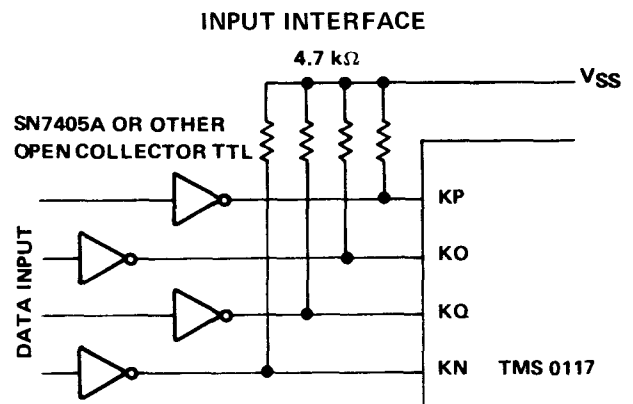 INPUT INTERFACE
4.7 kΩ
VSS
SN7405A OR OTHER
OPEN COLLECTOR TTL
KP
KO
KQ
KN TMS 0117
DATA INPUT